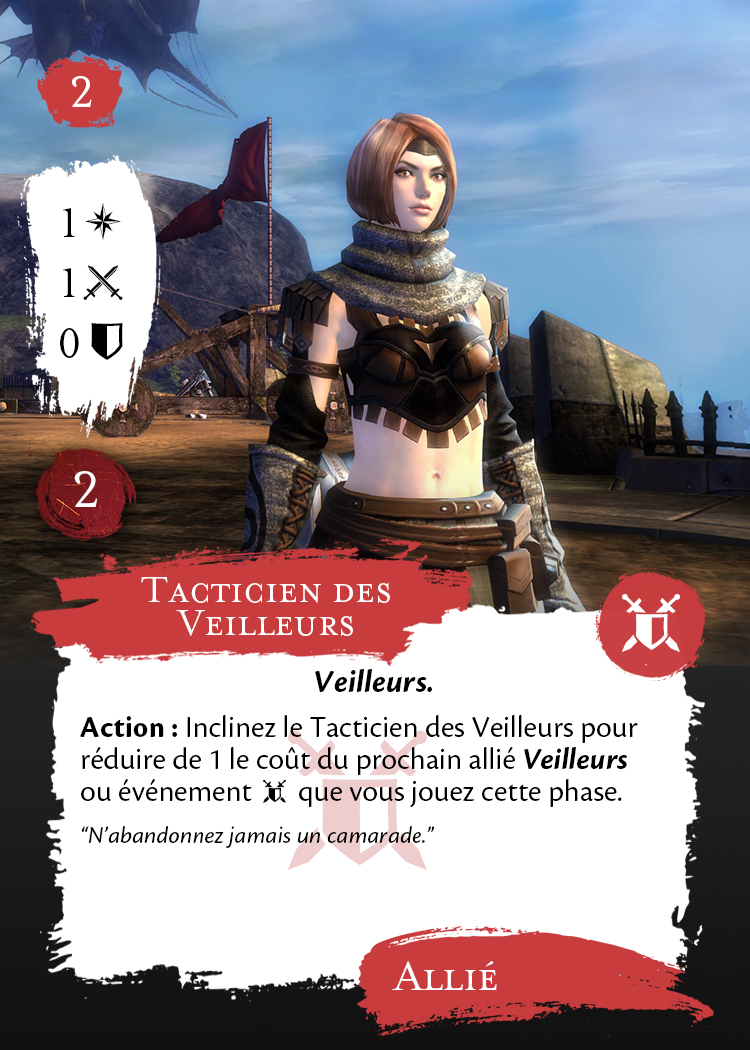 2
1
1
0
2
Tacticien des
Veilleurs
Veilleurs.
Action : Inclinez le Tacticien des Veilleurs pour
réduire de 1 le coût du prochain allié Veilleurs
ou événement que vous jouez cette phase.
“N’abandonnez jamais un camarade.”
Allié